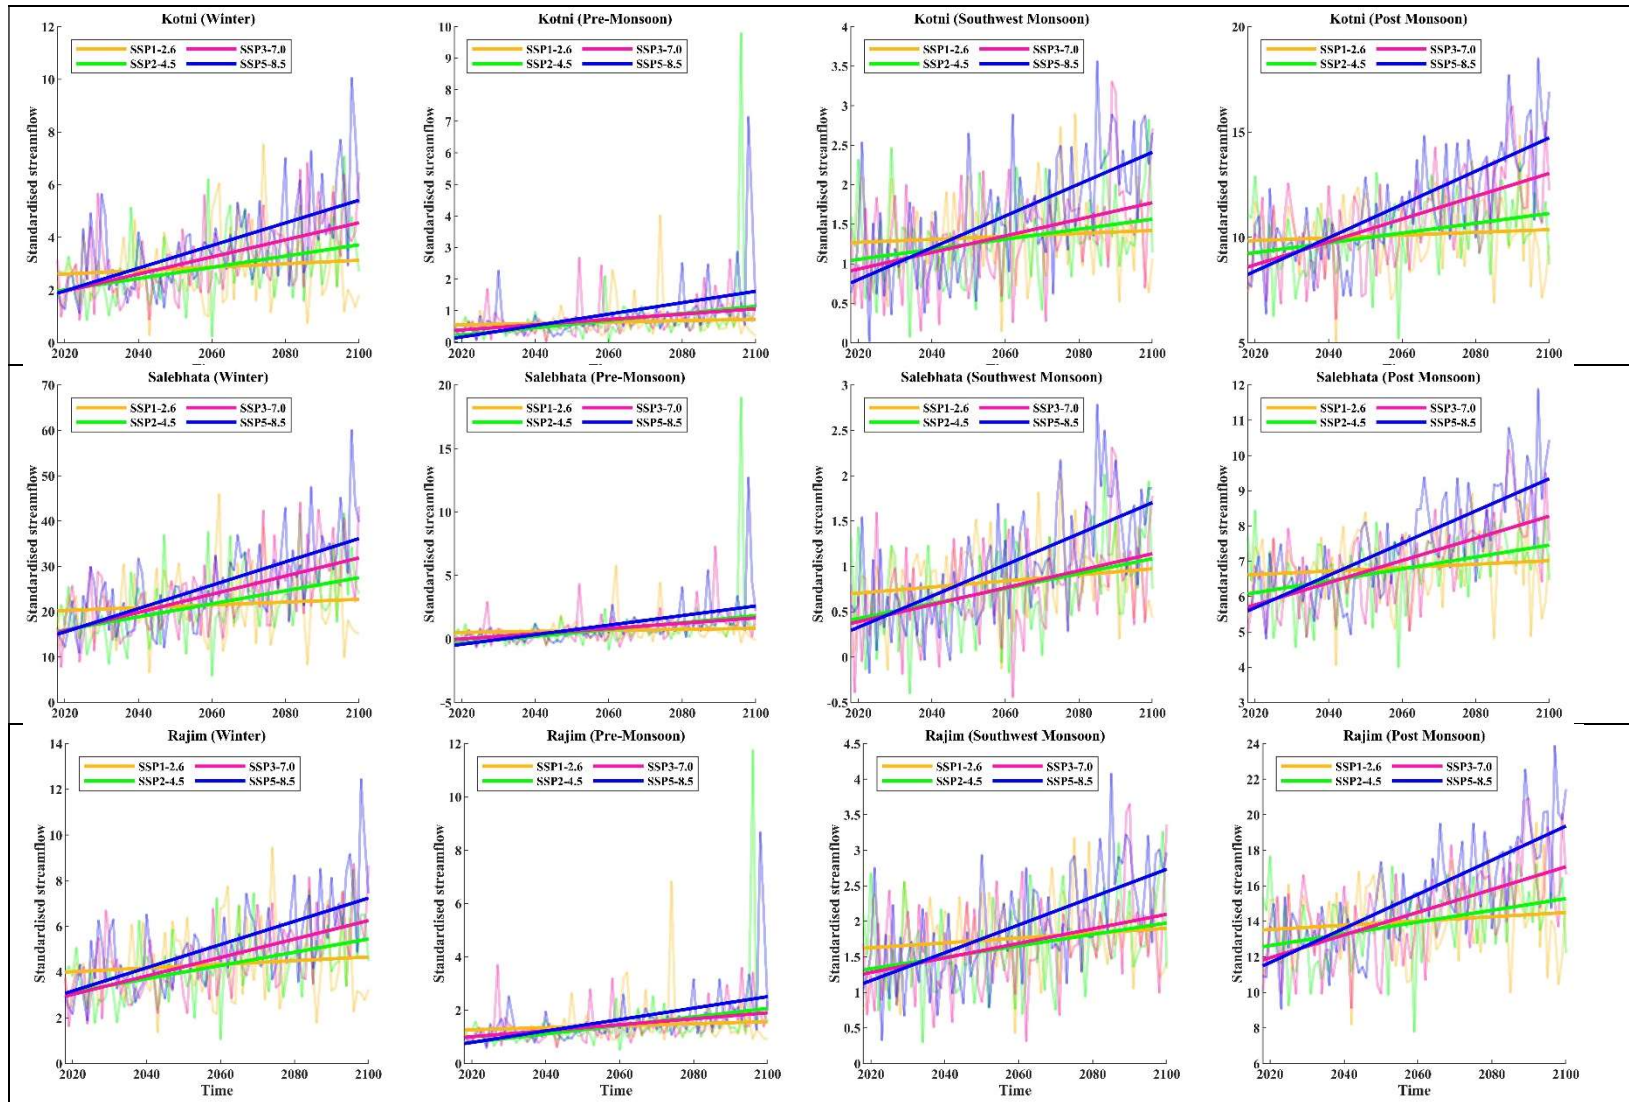 Kotni (Winter)
SSP1-2.6 SSP3-7.0
SSP2-4.5 SSP5-8.5
Standardised streamflow
12
10
8
6
4
2
0
2020 2040 2060 2080 2100
Kotni (Pre-Monsoon)
SSP1-2.6 SSP3-7.0
SSP2-4.5 SSP5-8.5
Standardised streamflow
10
9
8
7
6
5
4
3
2
1
0
2020 2040 2060 2080 2100
Kotni (Southwest Monsoon)
SSP1-2.6 SSP3-7.0
SSP2-4.5 SSP5-8.5
Standardised streamflow
4
3.5
3
2.5
2
1.5
1
0.5
0
2020 2040 2060 2080 2100
Kotni (Post Monsoon)
SSP1-2.6 SSP3-7.0
SSP2-4.5 SSP5-8.5
Standardised streamflow
20
15
10
5
2020 2040 2060 2080 2100
Salebhata (Winter)
SSP1-2.6 SSP3-7.0
SSP2-4.5 SSP5-8.5
Standardised streamflow
70
60
50
40
30
20
10
0
2020 2040 2060 2080 2100
Salebhata (Pre-Monsoon)
SSP1-2.6 SSP3-7.0
SSP2-4.5 SSP5-8.5
Standardised streamflow
20
15
10
5
0
-5
2020 2040 2060 2080 2100
Salebhata (Southwest Monsoon)
SSP1-2.6 SSP3-7.0
SSP2-4.5 SSP5-8.5
Standardised streamflow
3
2.5
2
1.5
1
0.5
0
-0.5
2020 2040 2060 2080 2100
Salebhata (Post Monsoon)
SSP1-2.6 SSP3-7.0
SSP2-4.5 SSP5-8.5
Standardised streamflow
12
11
10
9
8
7
6
5
4
3
2020 2040 2060 2080 2100
Rajim (Winter)
SSP1-2.6 SSP3-7.0
SSP2-4.5 SSP5-8.5
Standardised streamflow
14
12
10
8
6
4
2
0
2020 2040 2060 2080 2100
Time
Rajim (Pre-Monsoon)
SSP1-2.6 SSP3-7.0
SSP2-4.5 SSP5-8.5
Standardised streamflow
12
10
8
6
4
2
0
2020 2040 2060 2080 2100
Time
Rajim (Southwest Monsoon)
SSP1-2.6 SSP3-7.0
SSP2-4.5 SSP5-8.5
Standardised streamflow
4.5
4
3.5
3
2.5
2
1.5
1
0.5
0
2020 2040 2060 2080 2100
Time
Rajim (Post Monsoon)
SSP1-2.6 SSP3-7.0
SSP2-4.5 SSP5-8.5
Standardised streamflow
24
22
20
18
16
14
12
10
8
6
2020 2040 2060 2080 2100
Time